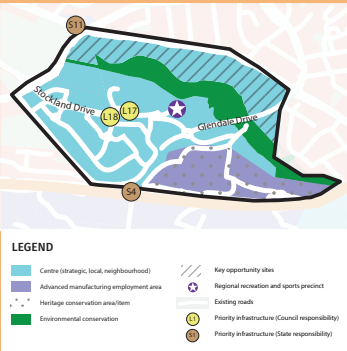 S11
Stockland Drive
L18
L17
Glendale Drive
S4
LEGEND
Centre (strategic, local, neighbourhood)
Advanced manufacturing employment area
Heritage conservation area/item
Environmental conservation
Key opportunity sites
Regional recreation and sports precinct
Existing roads
L1 Priority infrastructure (Council responsibility)
S1 Priority infrastructure (State responsibility)